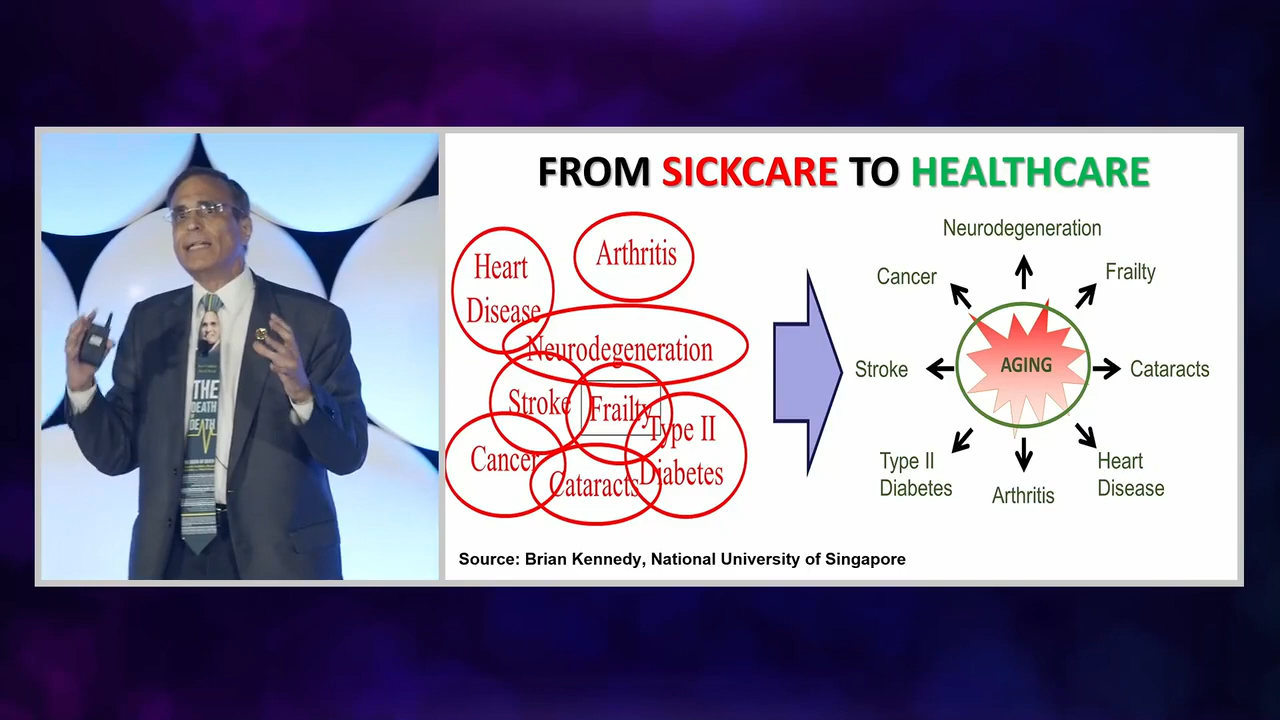 FROM SICKCARE TO HEALTHCARE
Heart
Disease
Arthritis
Neurodegeneration
Stroke
Frailty
Type II
Diabetes
Cancer
Cataracts
Neurodegeneration
Cancer
Frailty
Stroke
AGING
Cataracts
Type II
Diabetes
Arthritis
Heart
Disease
Source: Brian Kennedy, National University of Singapore
THE
DEATH
DEATH